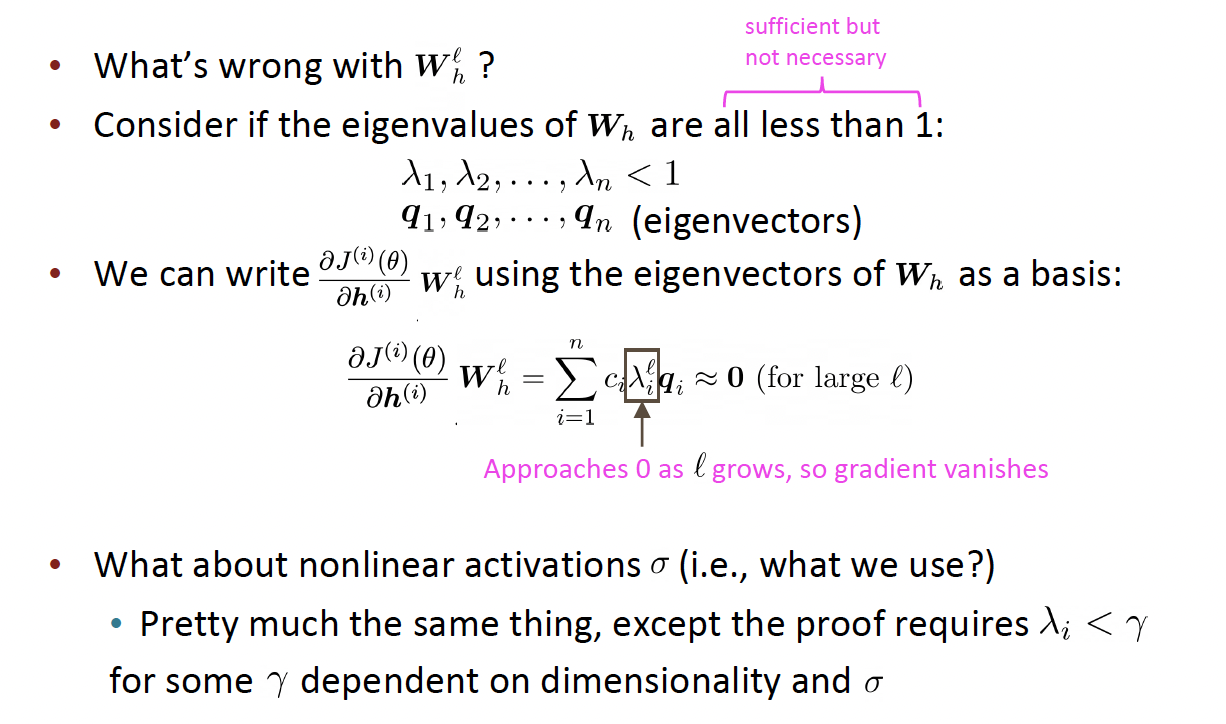 sufficient but
not necessary
• What's wrong with $\boldsymbol{W}_h^{\ell}$ ?
• Consider if the eigenvalues of $\boldsymbol{W}_h$ are all less than 1:
$\lambda_1, \lambda_2, \ldots, \lambda_n < 1$
$\boldsymbol{q}_1, \boldsymbol{q}_2, \ldots, \boldsymbol{q}_n$ (eigenvectors)
• We can write $\frac{\partial J^{(i)}(\theta)}{\partial \boldsymbol{h}^{(i)}} \boldsymbol{W}_h^{\ell}$ using the eigenvectors of $\boldsymbol{W}_h$ as a basis:
$\frac{\partial J^{(i)}(\theta)}{\partial \boldsymbol{h}^{(i)}} \boldsymbol{W}_h^{\ell} = \sum_{i=1}^{n} c_i \lambda_i^{\ell} \boldsymbol{q}_i \approx \boldsymbol{0}$ (for large $\ell$)
Approaches 0 as $\ell$ grows, so gradient vanishes
• What about nonlinear activations $\sigma$ (i.e., what we use?)
• Pretty much the same thing, except the proof requires $\lambda_i < \gamma$
for some $\gamma$ dependent on dimensionality and $\sigma$